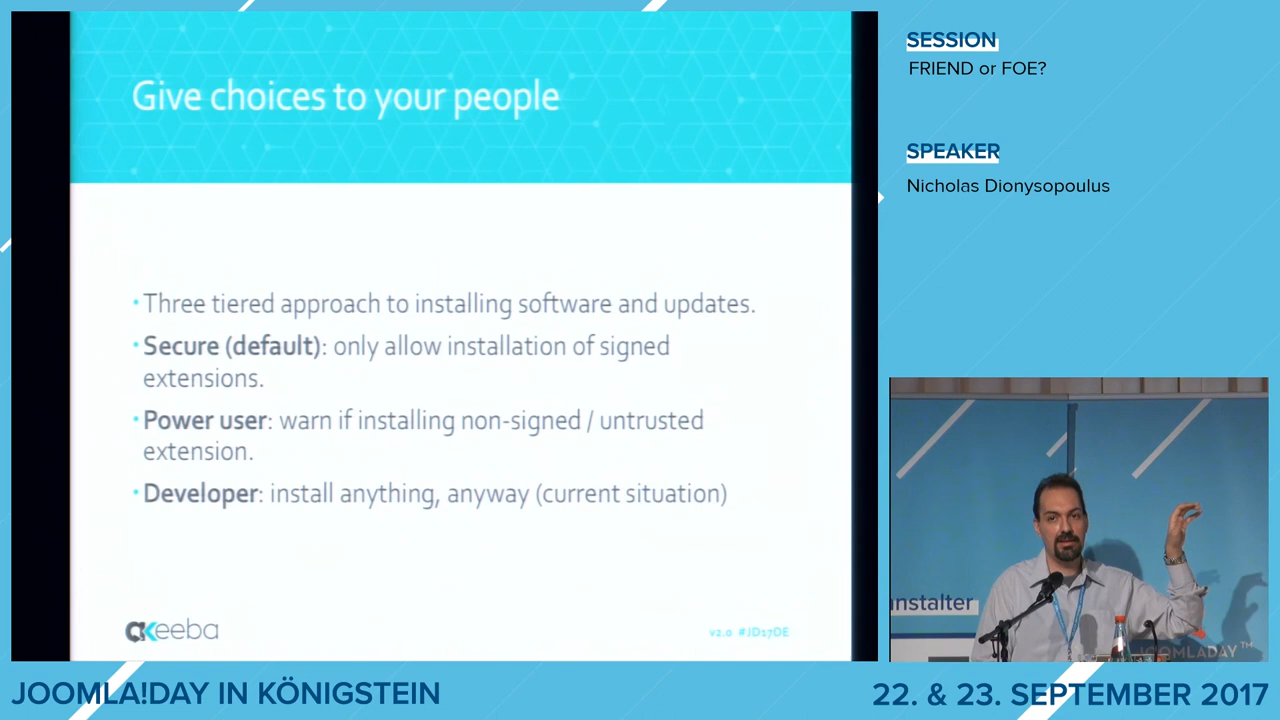 Give choices to your people
Three tiered approach to installing software and updates.
Secure (default): only allow installation of signed
extensions.
Power user: warn if installing non-signed / untrusted
extension.
Developer: install anything, anyway (current situation)
akeeba
v2.0 #JD17DE
SESSION
FRIEND or FOE?
SPEAKER
Nicholas Dionysopoulus
nstalter
JOOMLADAY™
JOOMLA!DAY IN KÖNIGSTEIN
22. & 23. SEPTEMBER 2017